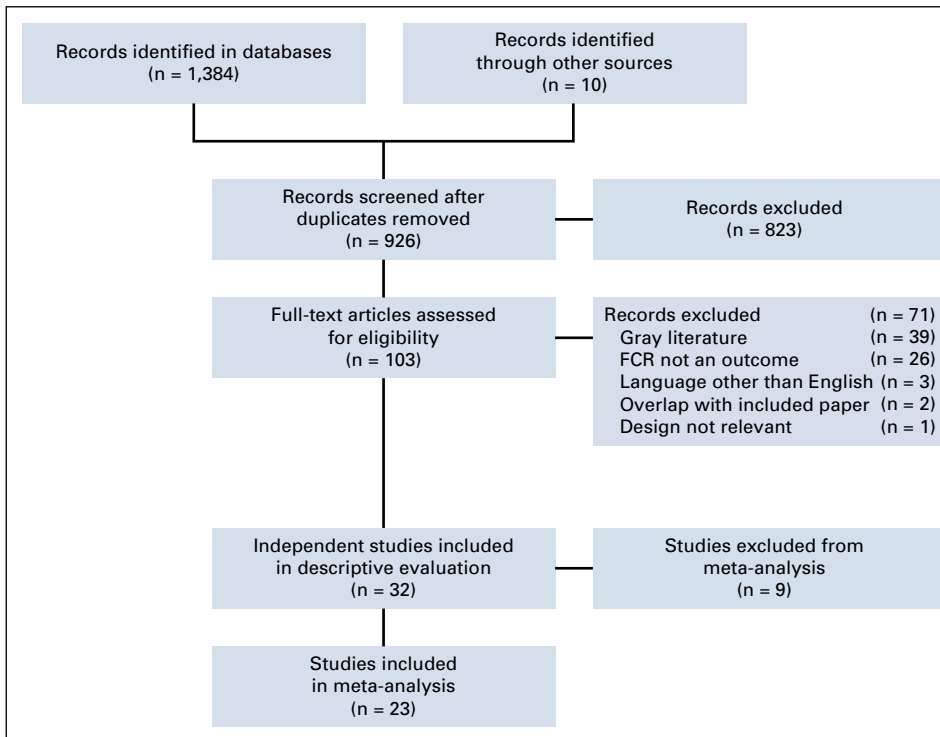 Records identified in databases
(n = 1,384)
Records identified
through other sources
(n = 10)
Records screened after
duplicates removed
(n = 926)
Records excluded
(n = 823)
Full-text articles assessed
for eligibility
(n = 103)
Records excluded (n = 71)
Gray literature (n = 39)
FCR not an outcome (n = 26)
Language other than English (n = 3)
Overlap with included paper (n = 2)
Design not relevant (n = 1)
Independent studies included
in descriptive evaluation
(n = 32)
Studies excluded from
meta-analysis
(n = 9)
Studies included
in meta-analysis
(n = 23)